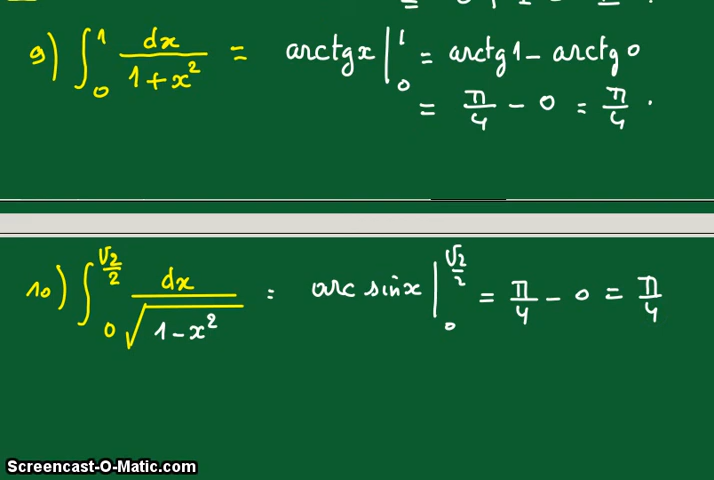 9) ∫₀¹ dx/(1+x²) = arctgx |₀¹ = arctg1 - arctg0
= π/4 - 0 = π/4.
10) ∫₀^(√2/2) dx/√(1-x²) = arc sinx |₀^(√2/2) = π/4 - 0 = π/4
Screencast-O-Matic.com